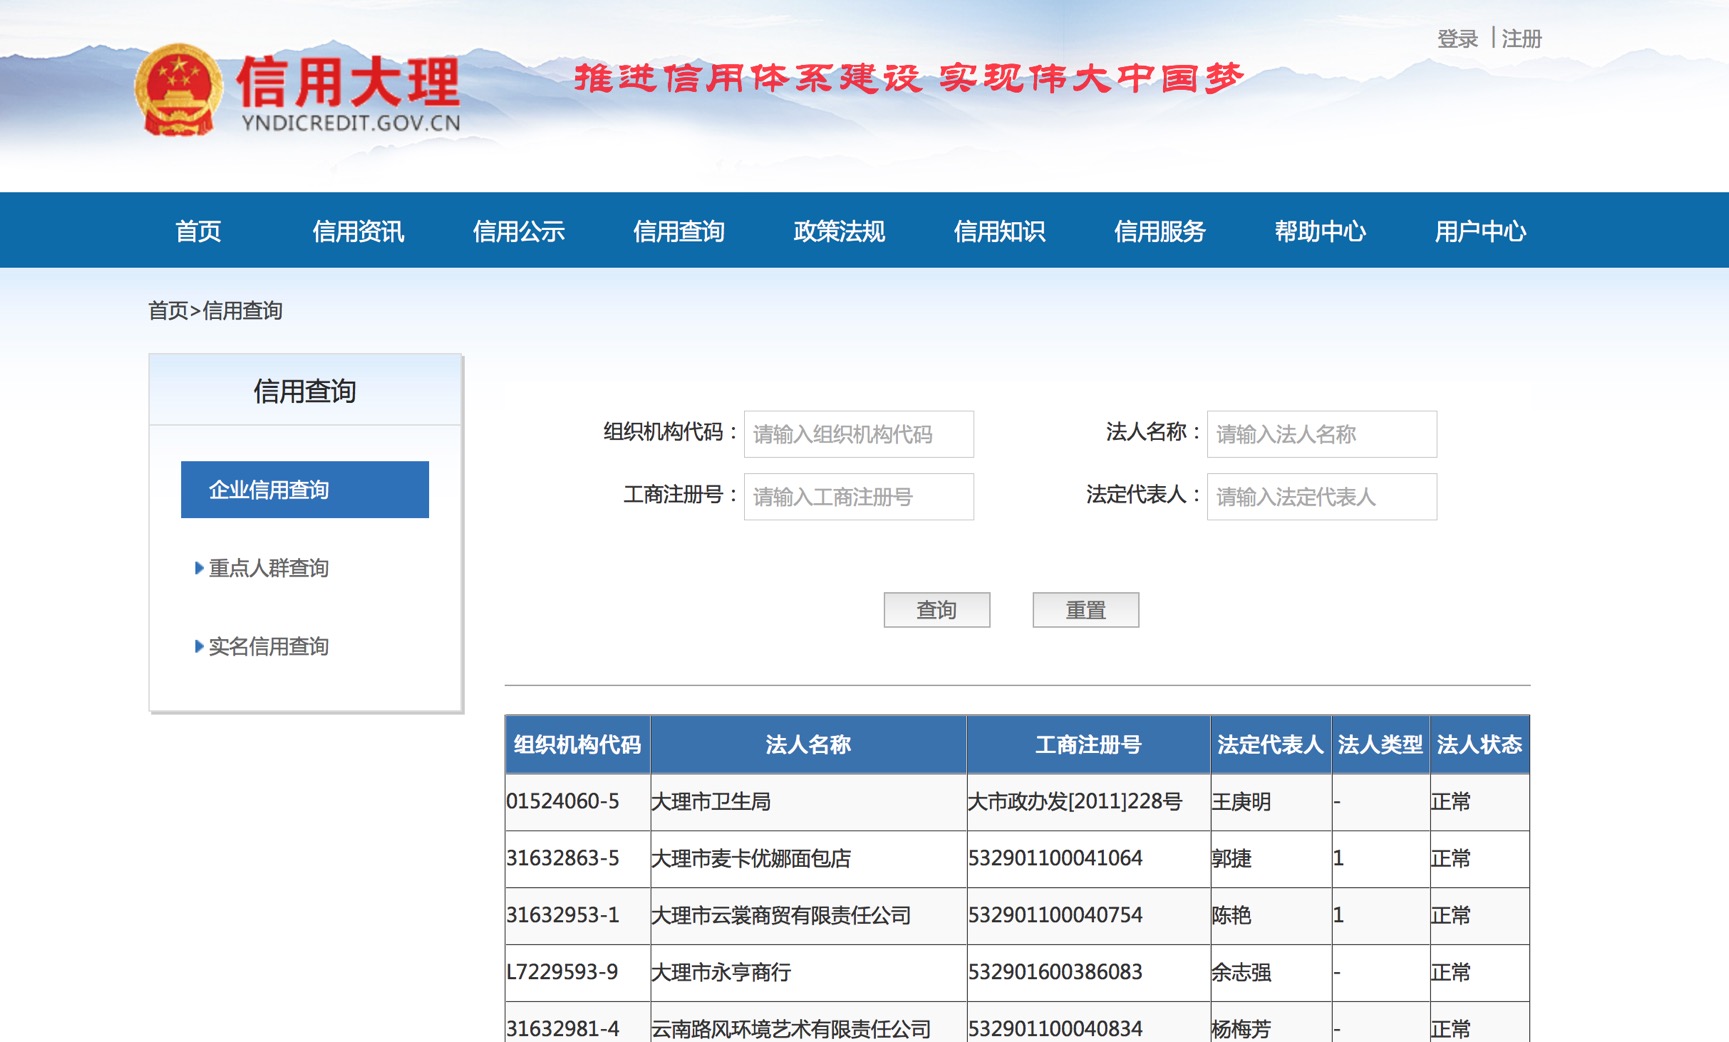 登录 | 注册
信用大理
YNDICREDIT.GOV.CN
推进信用体系建设 实现伟大中国梦
首页 信用资讯 信用公示 信用查询 政策法规 信用知识 信用服务 帮助中心 用户中心
首页>信用查询
信用查询
企业信用查询
重点人群查询
实名信用查询
组织机构代码： 请输入组织机构代码 法人名称： 请输入法人名称
工商注册号： 请输入工商注册号 法定代表人： 请输入法定代表人
查询 重置
组织机构代码 法人名称 工商注册号 法定代表人 法人类型 法人状态
01524060-5 大理市卫生局 大市政办发[2011]228号 王庚明 - 正常
31632863-5 大理市麦卡优娜面包店 532901100041064 郭捷 1 正常
31632953-1 大理市云裳商贸有限责任公司 532901100040754 陈艳 1 正常
L7229593-9 大理市永亨商行 532901600386083 余志强 - 正常
31632981-4 云南路风环境艺术有限责任公司 532901100040834 杨梅芳 - 正常